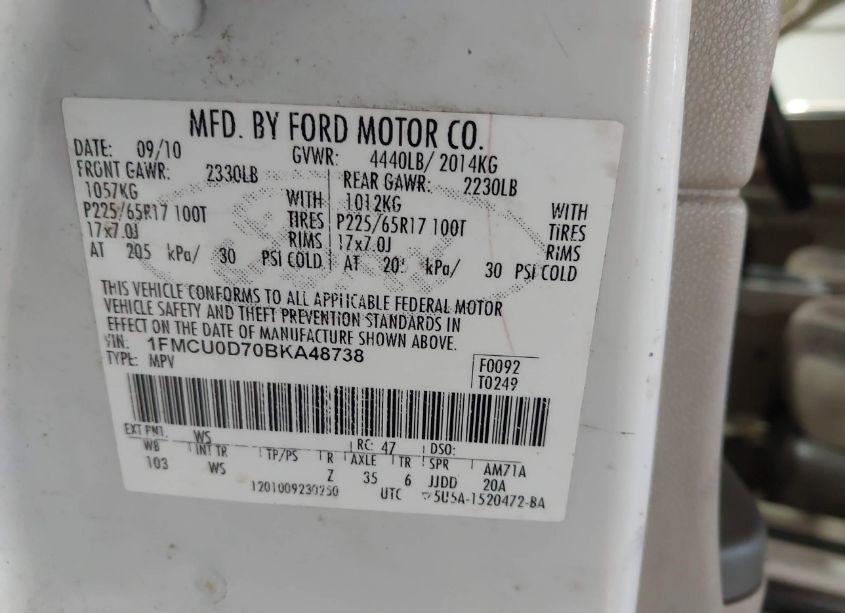 MFD. BY FORD MOTOR CO.
DATE: 09/10 GVWR: 4440LB/ 2014KG
FRONT GAWR: 2330LB REAR GAWR: 2230LB
1057KG WITH 1012KG WITH
P225/65R17 100T TIRES P225/65R17 100T TIRES
17x7.0J RIMS 17x7.0J RIMS
AT 205 kPa/ 30 PSI COLD AT kPa/ 30 PSI COLD
THIS VEHICLE CONFORMS TO ALL APPLICABLE FEDERAL MOTOR
VEHICLE SAFETY AND THEFT PREVENTION STANDARDS IN
EFFECT ON THE DATE OF MANUFACTURE SHOWN ABOVE.
VIN: 1FMCU0D70BKA48738
TYPE: MPV
F0092
T0249
EXT PNT: WS RC: 47 DSO:
WB INT TR TP/PS R AXLE TR SPR AM71A
103 WS Z 35 6 JJDD 20A
1201009230250 UTC